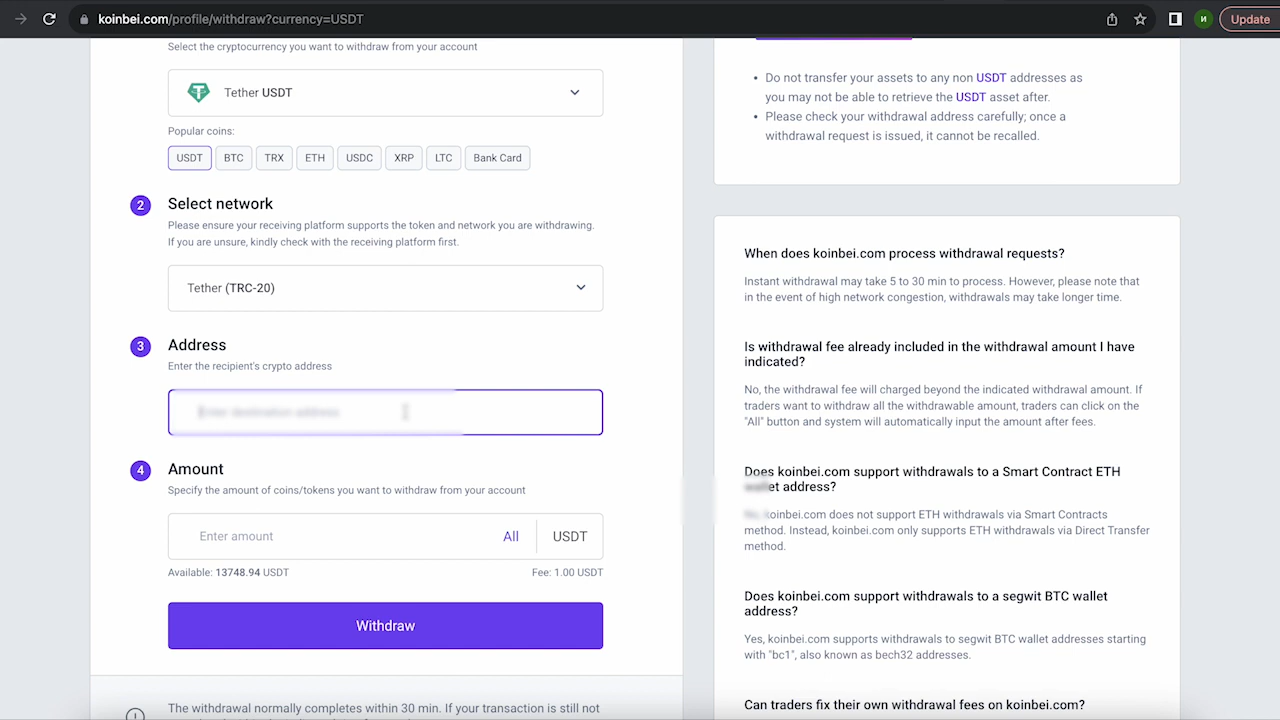 koinbei.com/profile/withdraw?currency=USDT
Update
Select the cryptocurrency you want to withdraw from your account
Tether USDT
Popular coins:
USDT BTC TRX ETH USDC XRP LTC Bank Card
2 Select network
Please ensure your receiving platform supports the token and network you are withdrawing.
If you are unsure, kindly check with the receiving platform first.
Tether (TRC-20)
3 Address
Enter the recipient's crypto address
Enter destination address
4 Amount
Specify the amount of coins/tokens you want to withdraw from your account
Enter amount All USDT
Available: 13748.94 USDT Fee: 1.00 USDT
Withdraw
The withdrawal normally completes within 30 min. If your transaction is still not
• Do not transfer your assets to any non USDT addresses as
you may not be able to retrieve the USDT asset after.
• Please check your withdrawal address carefully; once a
withdrawal request is issued, it cannot be recalled.
When does koinbei.com process withdrawal requests?
Instant withdrawal may take 5 to 30 min to process. However, please note that
in the event of high network congestion, withdrawals may take longer time.
Is withdrawal fee already included in the withdrawal amount I have
indicated?
No, the withdrawal fee will charged beyond the indicated withdrawal amount. If
traders want to withdraw all the withdrawable amount, traders can click on the
"All" button and system will automatically input the amount after fees.
Does koinbei.com support withdrawals to a Smart Contract ETH
wallet address?
No, koinbei.com does not support ETH withdrawals via Smart Contracts
method. Instead, koinbei.com only supports ETH withdrawals via Direct Transfer
method.
Does koinbei.com support withdrawals to a segwit BTC wallet
address?
Yes, koinbei.com supports withdrawals to segwit BTC wallet addresses starting
with "bc1", also known as bech32 addresses.
Can traders fix their own withdrawal fees on koinbei.com?